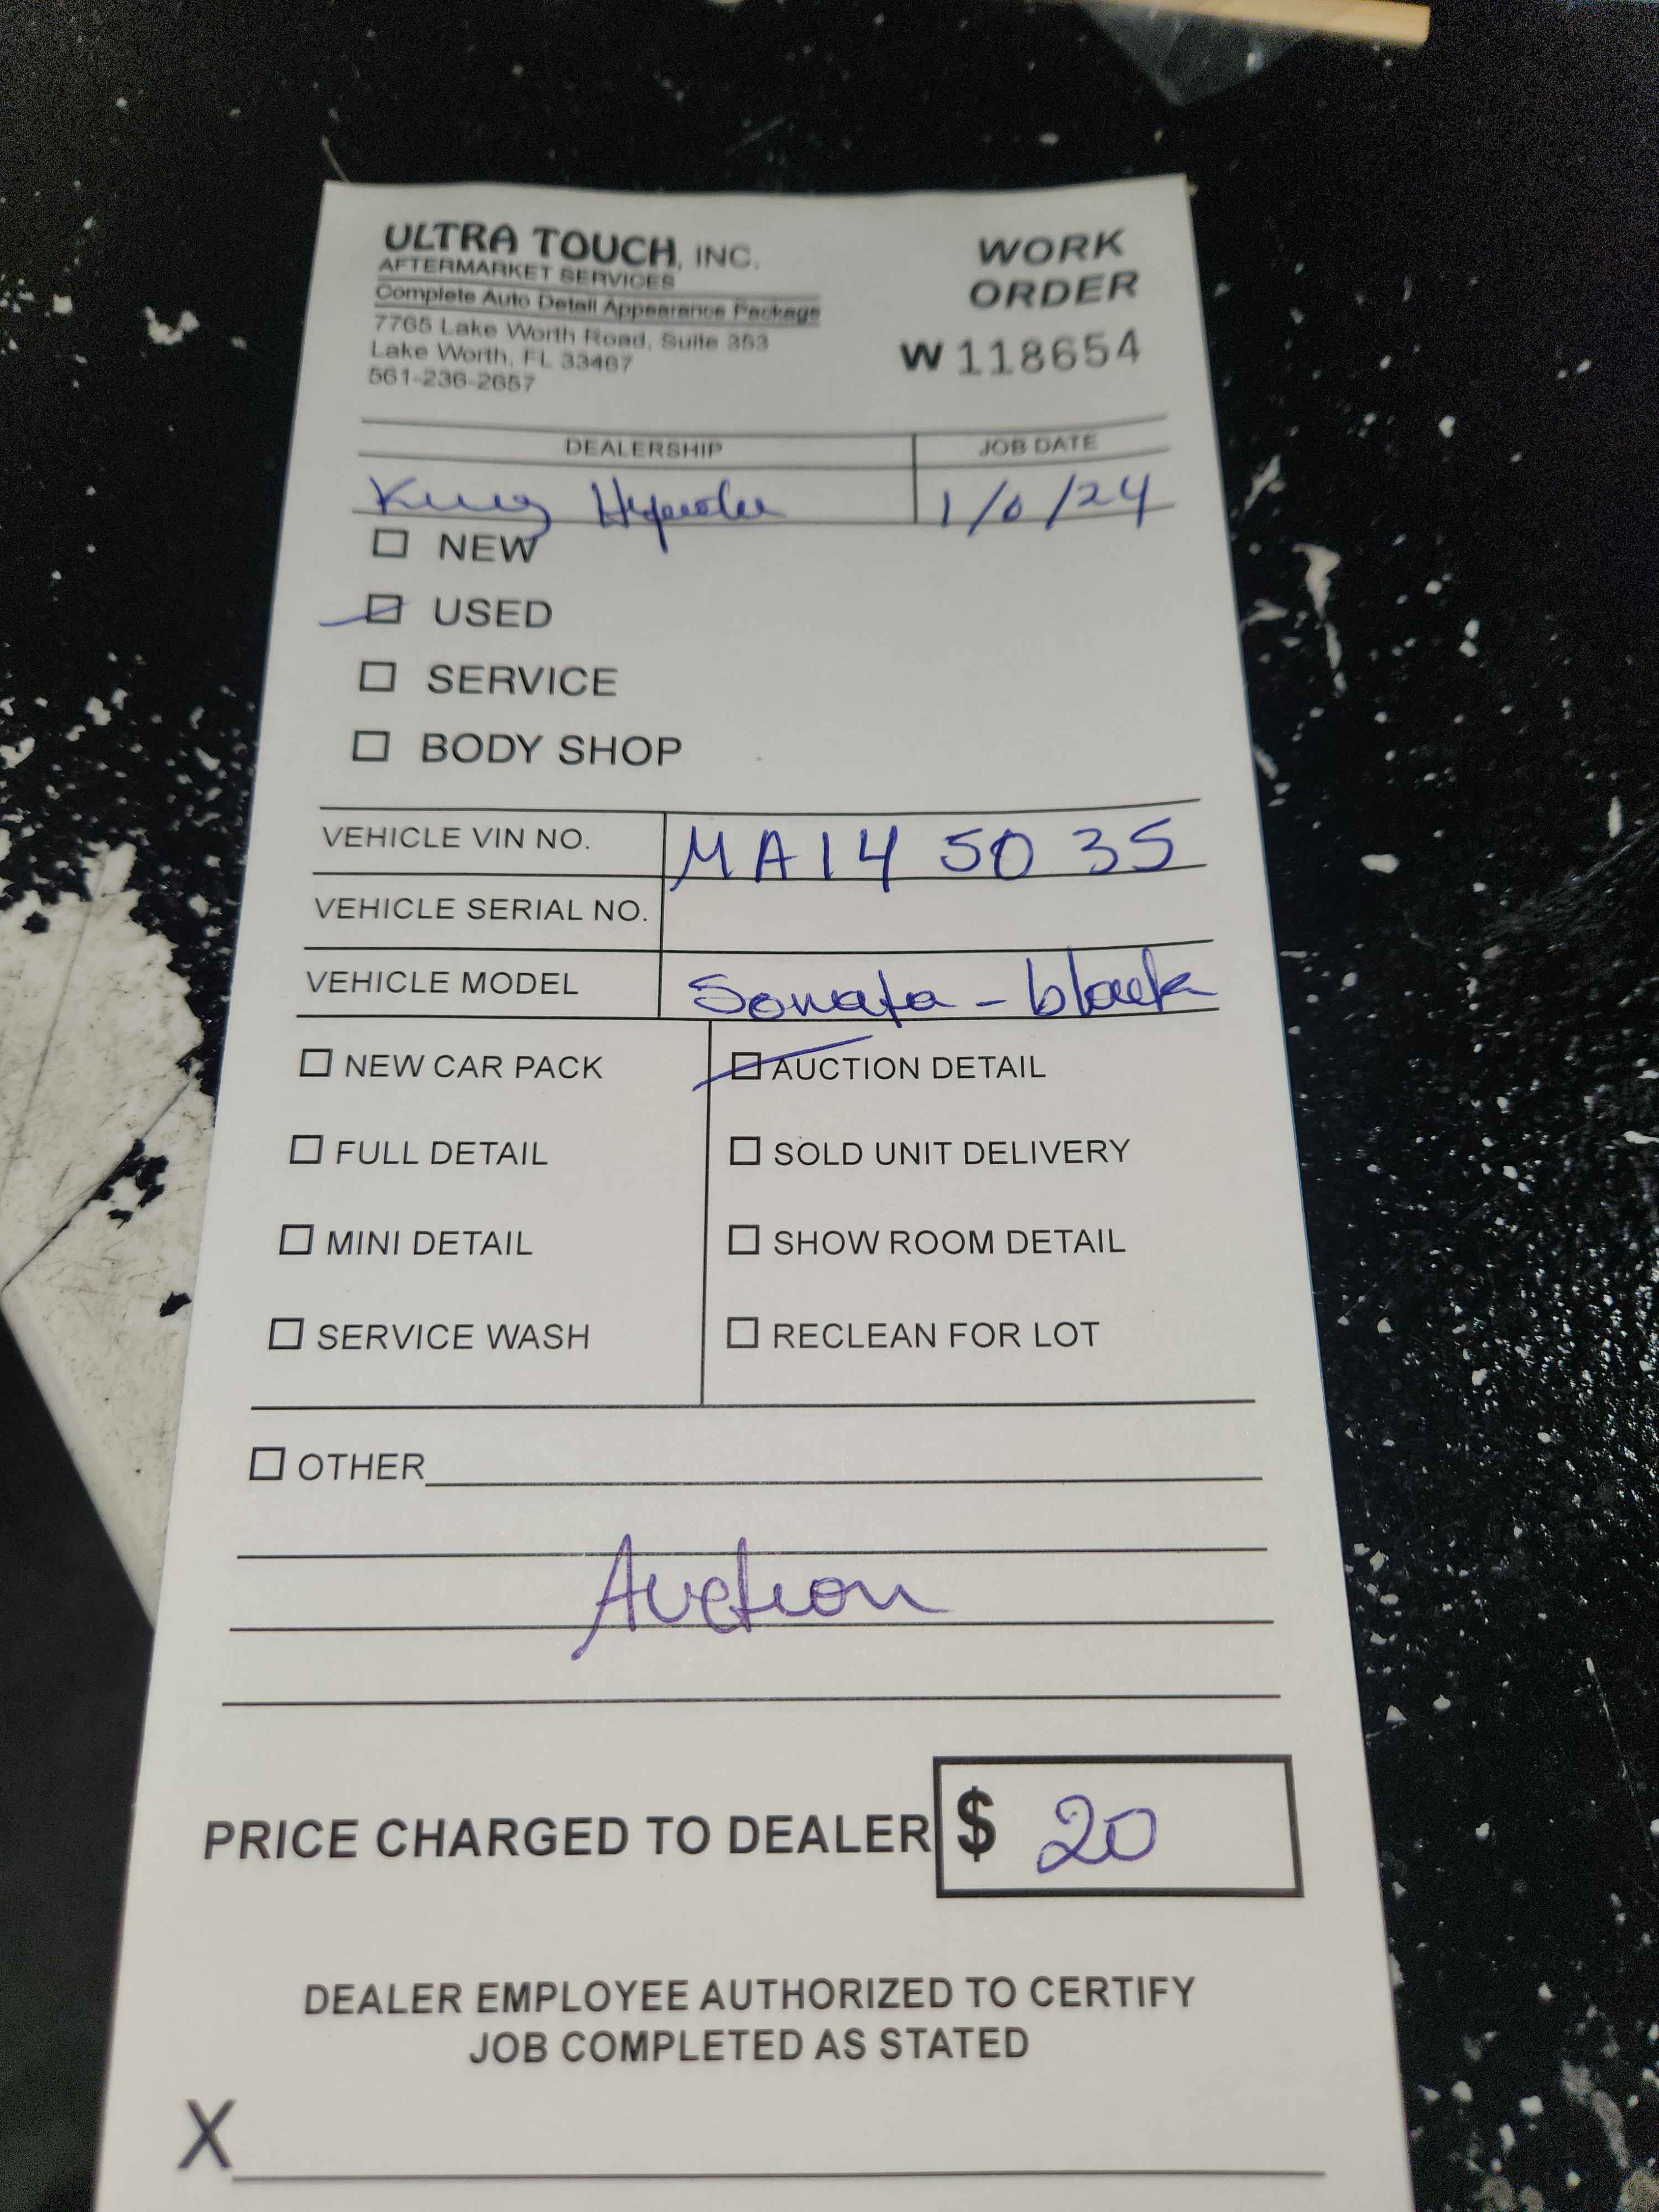 ULTRA TOUCH, INC.
AFTERMARKET SERVICES
Complete Auto Detail Appearance Package
7765 Lake Worth Road, Suite 353
Lake Worth, FL 33467
561-236-2657
WORK
ORDER
W 118654
DEALERSHIP
JOB DATE
King
1/6/24
NEW
USED
SERVICE
BODY SHOP
VEHICLE VIN NO. MA145035
VEHICLE SERIAL NO.
VEHICLE MODEL Sonata - black
NEW CAR PACK
AUCTION DETAIL
FULL DETAIL
SOLD UNIT DELIVERY
MINI DETAIL
SHOW ROOM DETAIL
SERVICE WASH
RECLEAN FOR LOT
OTHER
Auction
PRICE CHARGED TO DEALER $ 20
DEALER EMPLOYEE AUTHORIZED TO CERTIFY
JOB COMPLETED AS STATED
X